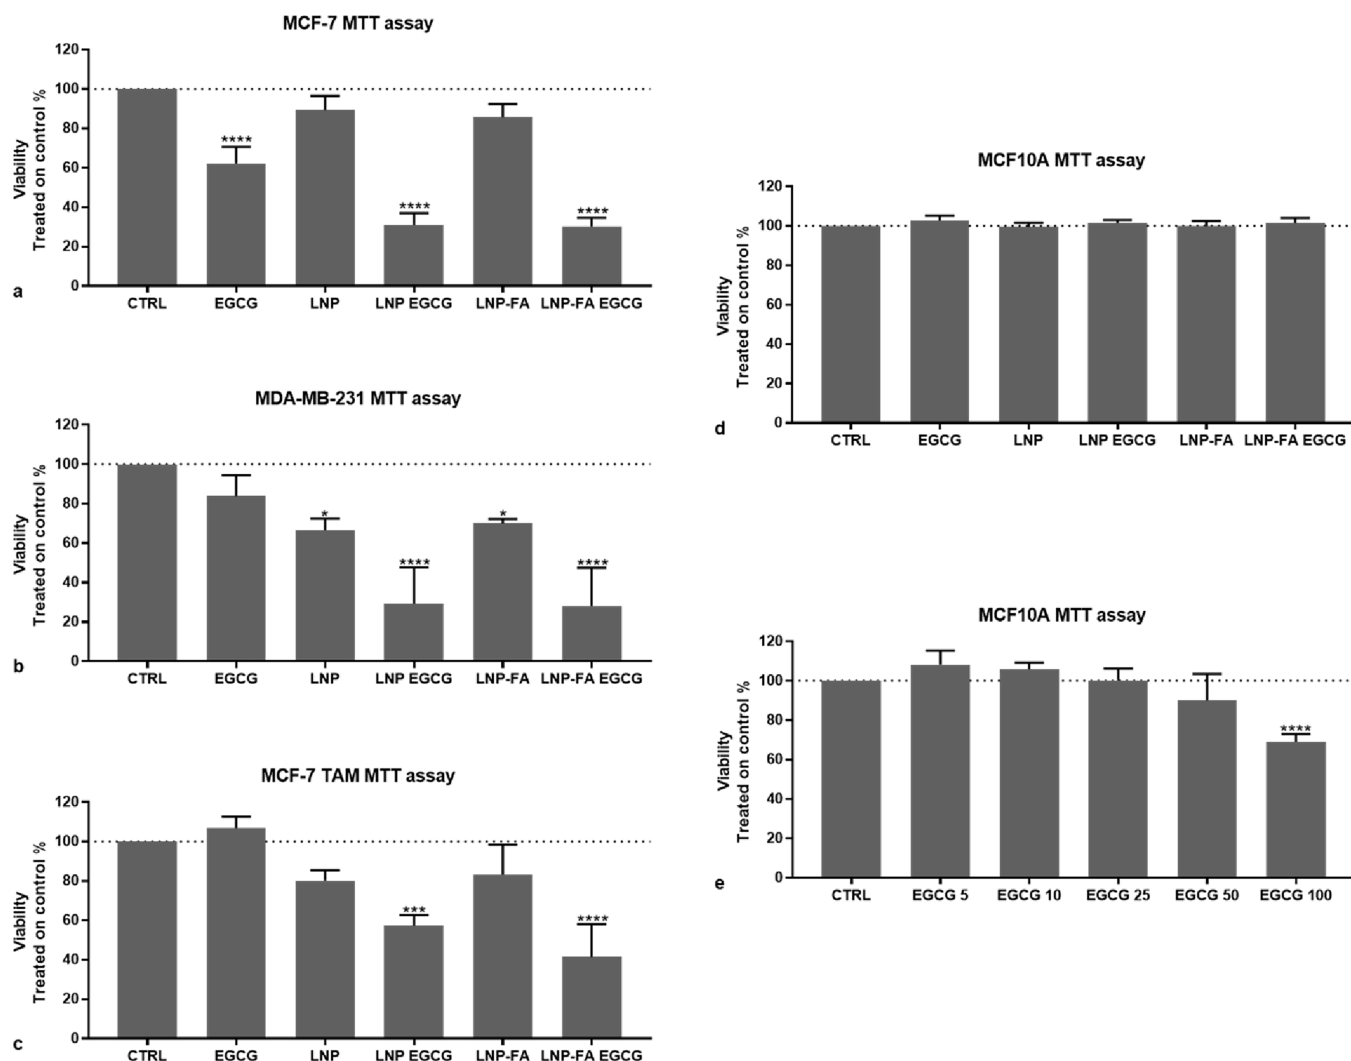 MCF-7 MTT assay
Viability
Treated on control %
120
100
80
60
40
20
0
****
****
****
CTRL EGCG LNP LNP EGCG LNP-FA LNP-FA EGCG
a
MDA-MB-231 MTT assay
Viability
Treated on control %
120
100
80
60
40
20
0
*
****
*
****
CTRL EGCG LNP LNP EGCG LNP-FA LNP-FA EGCG
b
MCF-7 TAM MTT assay
Viability
Treated on control %
120
100
80
60
40
20
0
***
****
CTRL EGCG LNP LNP EGCG LNP-FA LNP-FA EGCG
c
MCF10A MTT assay
Viability
Treated on control %
120
100
80
60
40
20
0
CTRL EGCG LNP LNP EGCG LNP-FA LNP-FA EGCG
d
MCF10A MTT assay
Viability
Treated on control %
120
100
80
60
40
20
0
****
CTRL EGCG 5 EGCG 10 EGCG 25 EGCG 50 EGCG 100
e